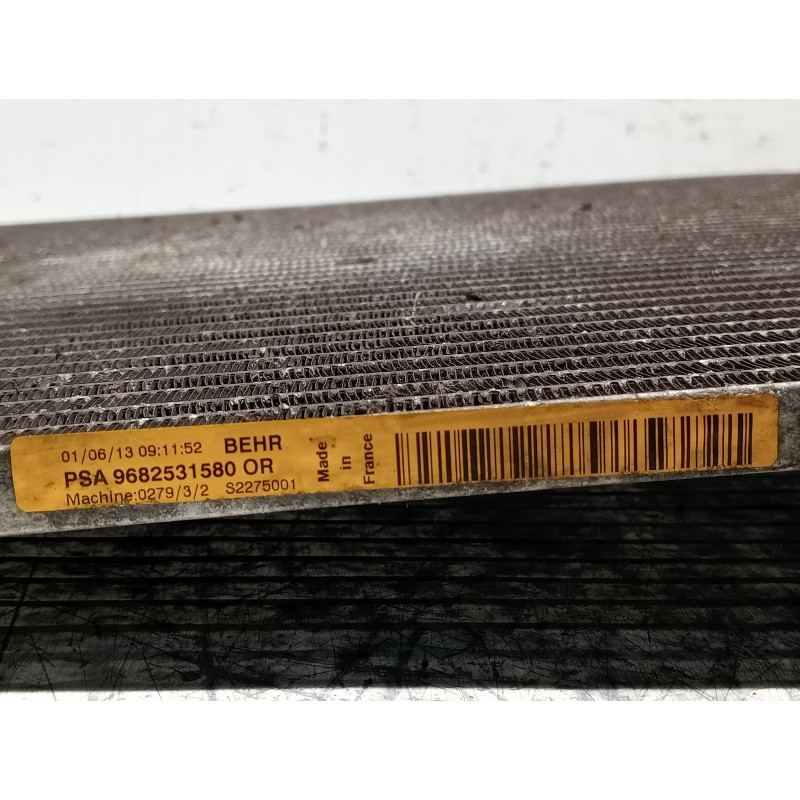 01/06/13 09:11:52 BEHR
PSA 9682531580 OR
Machine:0279/3/2 S2275001
Made
in
France